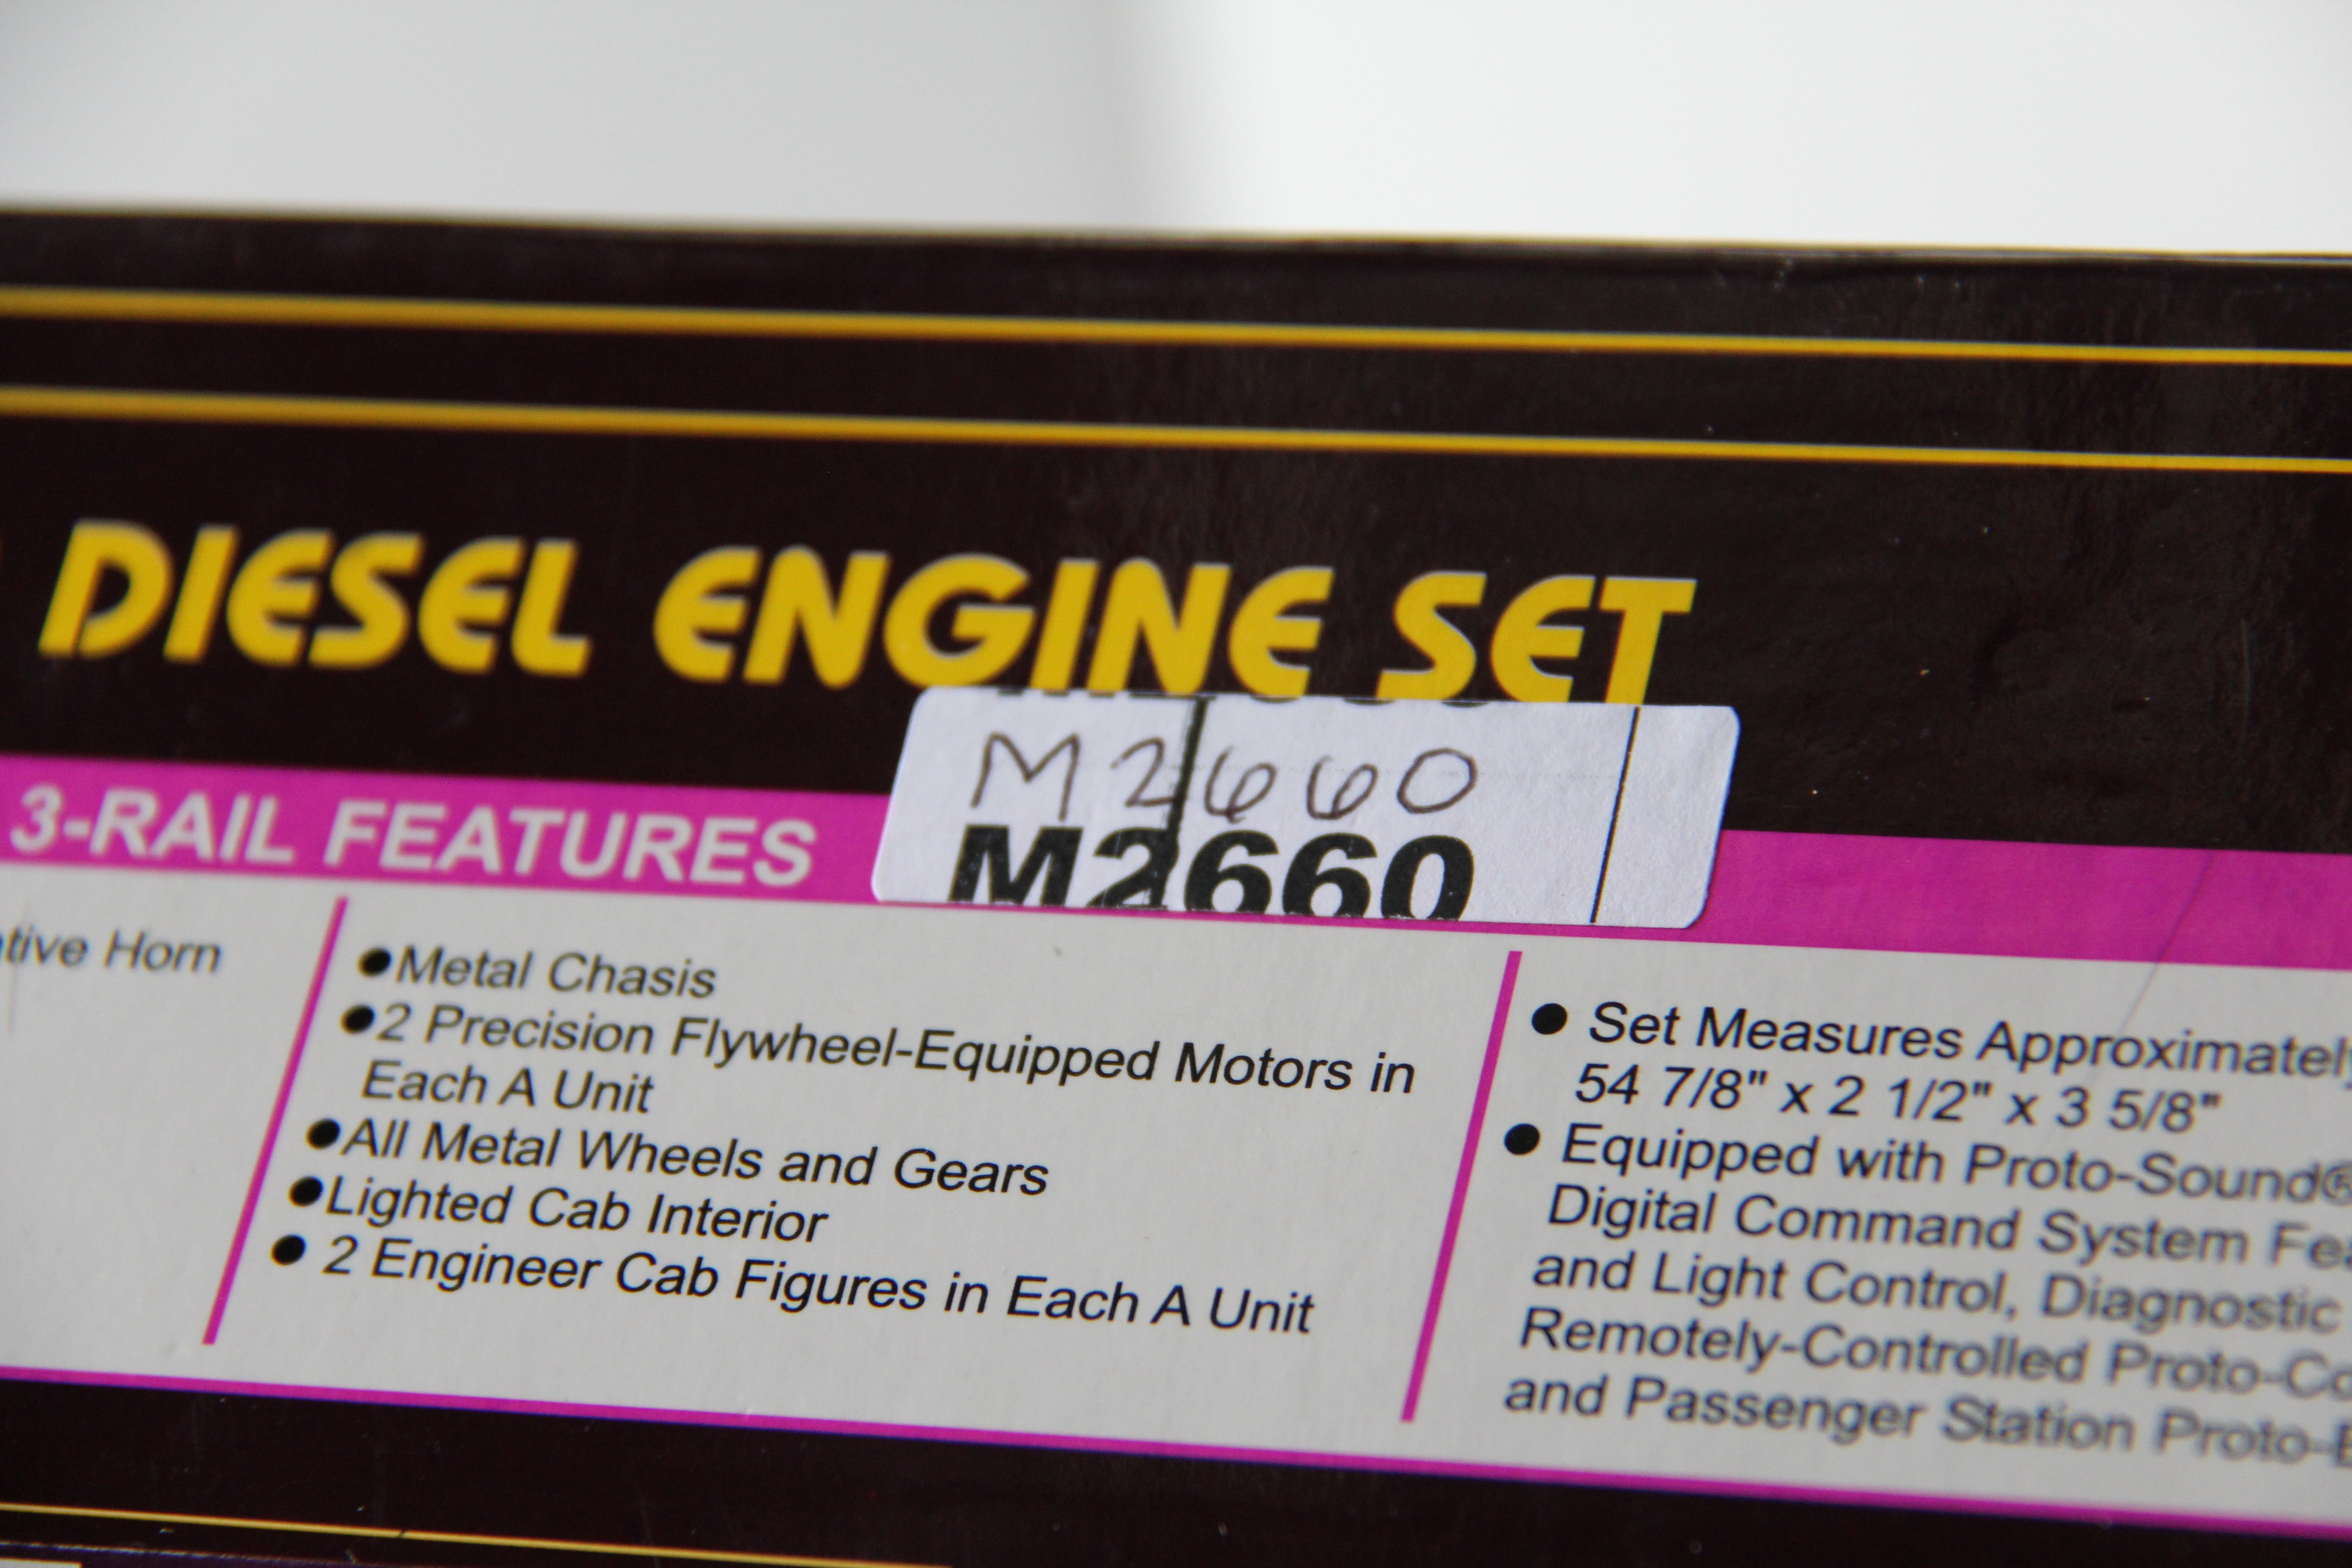 DIESEL ENGINE SET
M2660
M2660
3-RAIL FEATURES
Horn
●Metal Chasis
●2 Precision Flywheel-Equipped Motors in
Each A Unit
●All Metal Wheels and Gears
●Lighted Cab Interior
● 2 Engineer Cab Figures in Each A Unit
● Set Measures Approximately
54 7/8" x 2 1/2" x 3 5/8"
● Equipped with Proto-Sound®
Digital Command System
and Light Control, Diagnostic
Remotely-Controlled
and Passenger Station